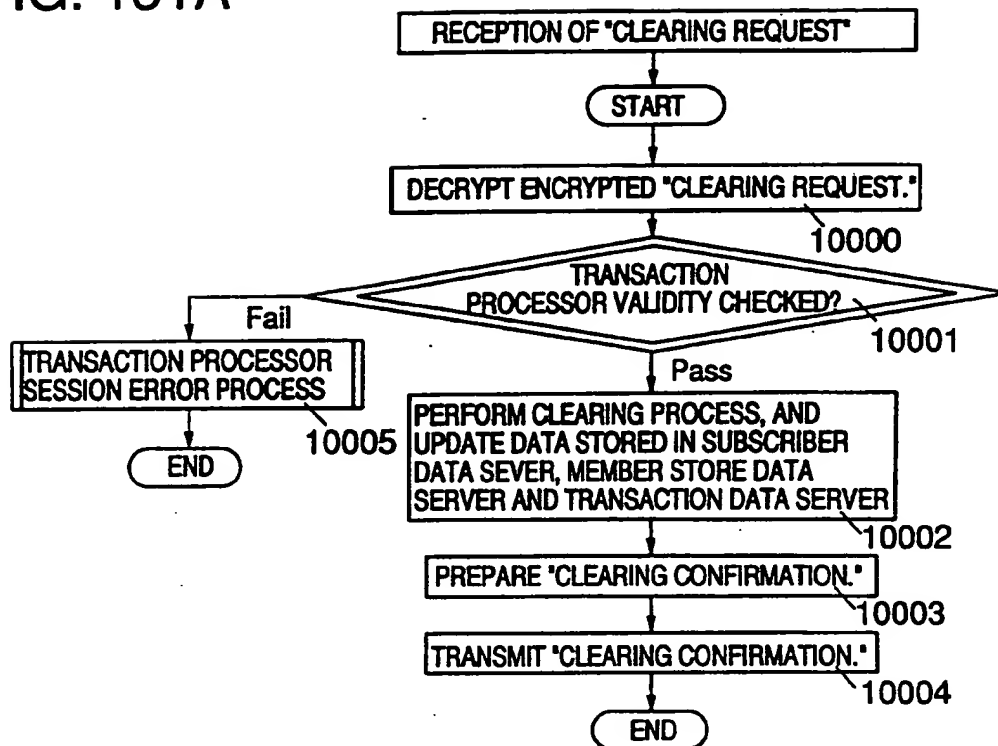 G. 101A
RECEPTION OF "CLEARING REQUEST"
START
DECRYPT ENCRYPTED "CLEARING REQUEST."
10000
TRANSACTION
PROCESSOR VALIDITY CHECKED?
10001
Fail
Pass
TRANSACTION PROCESSOR
SESSION ERROR PROCESS
10005
END
PERFORM CLEARING PROCESS, AND
UPDATE DATA STORED IN SUBSCRIBER
DATA SEVER, MEMBER STORE DATA
SERVER AND TRANSACTION DATA SERVER
10002
PREPARE "CLEARING CONFIRMATION."
10003
TRANSMIT "CLEARING CONFIRMATION."
10004
END